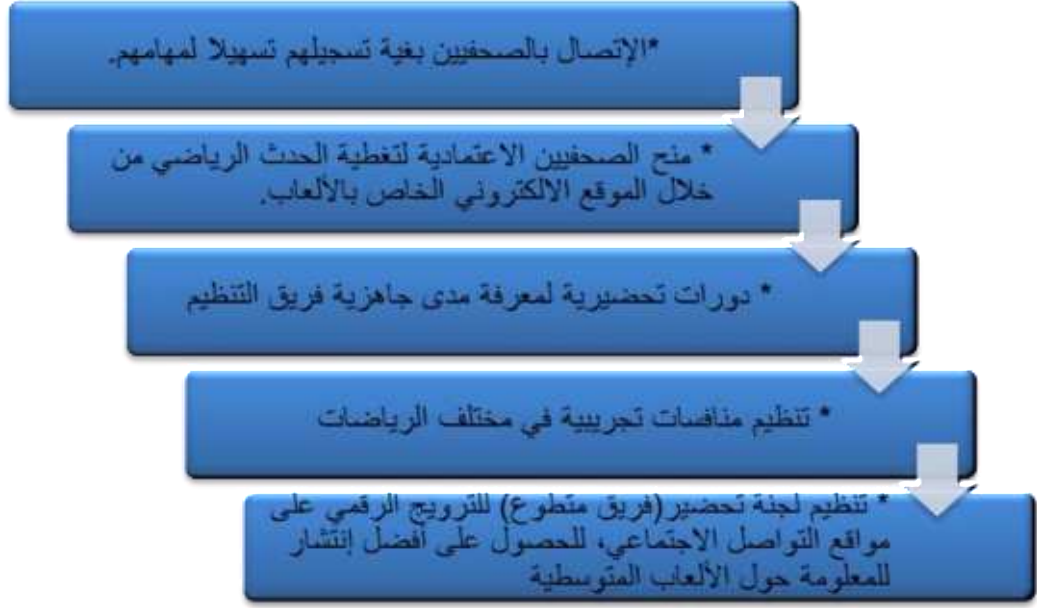 *الإتصال بالصحفيين بغية تسجيلهم تسهيلا لمهامهم.
* منح الصحفيين الاعتمادية لتغطية الحدث الرياضي من
خلال الموقع الالكتروني الخاص بالألعاب.
* دورات تحضيرية لمعرفة مدى جاهزية فريق التنظيم
* تنظيم منافسات تجريبية في مختلف الرياضات
* تنظيم لجنة تحضير(فريق متطوع) للترويج الرقمي على
مواقع التواصل الاجتماعي، للحصول على أفضل إنتشار
للمعلومة حول الألعاب المتوسطية